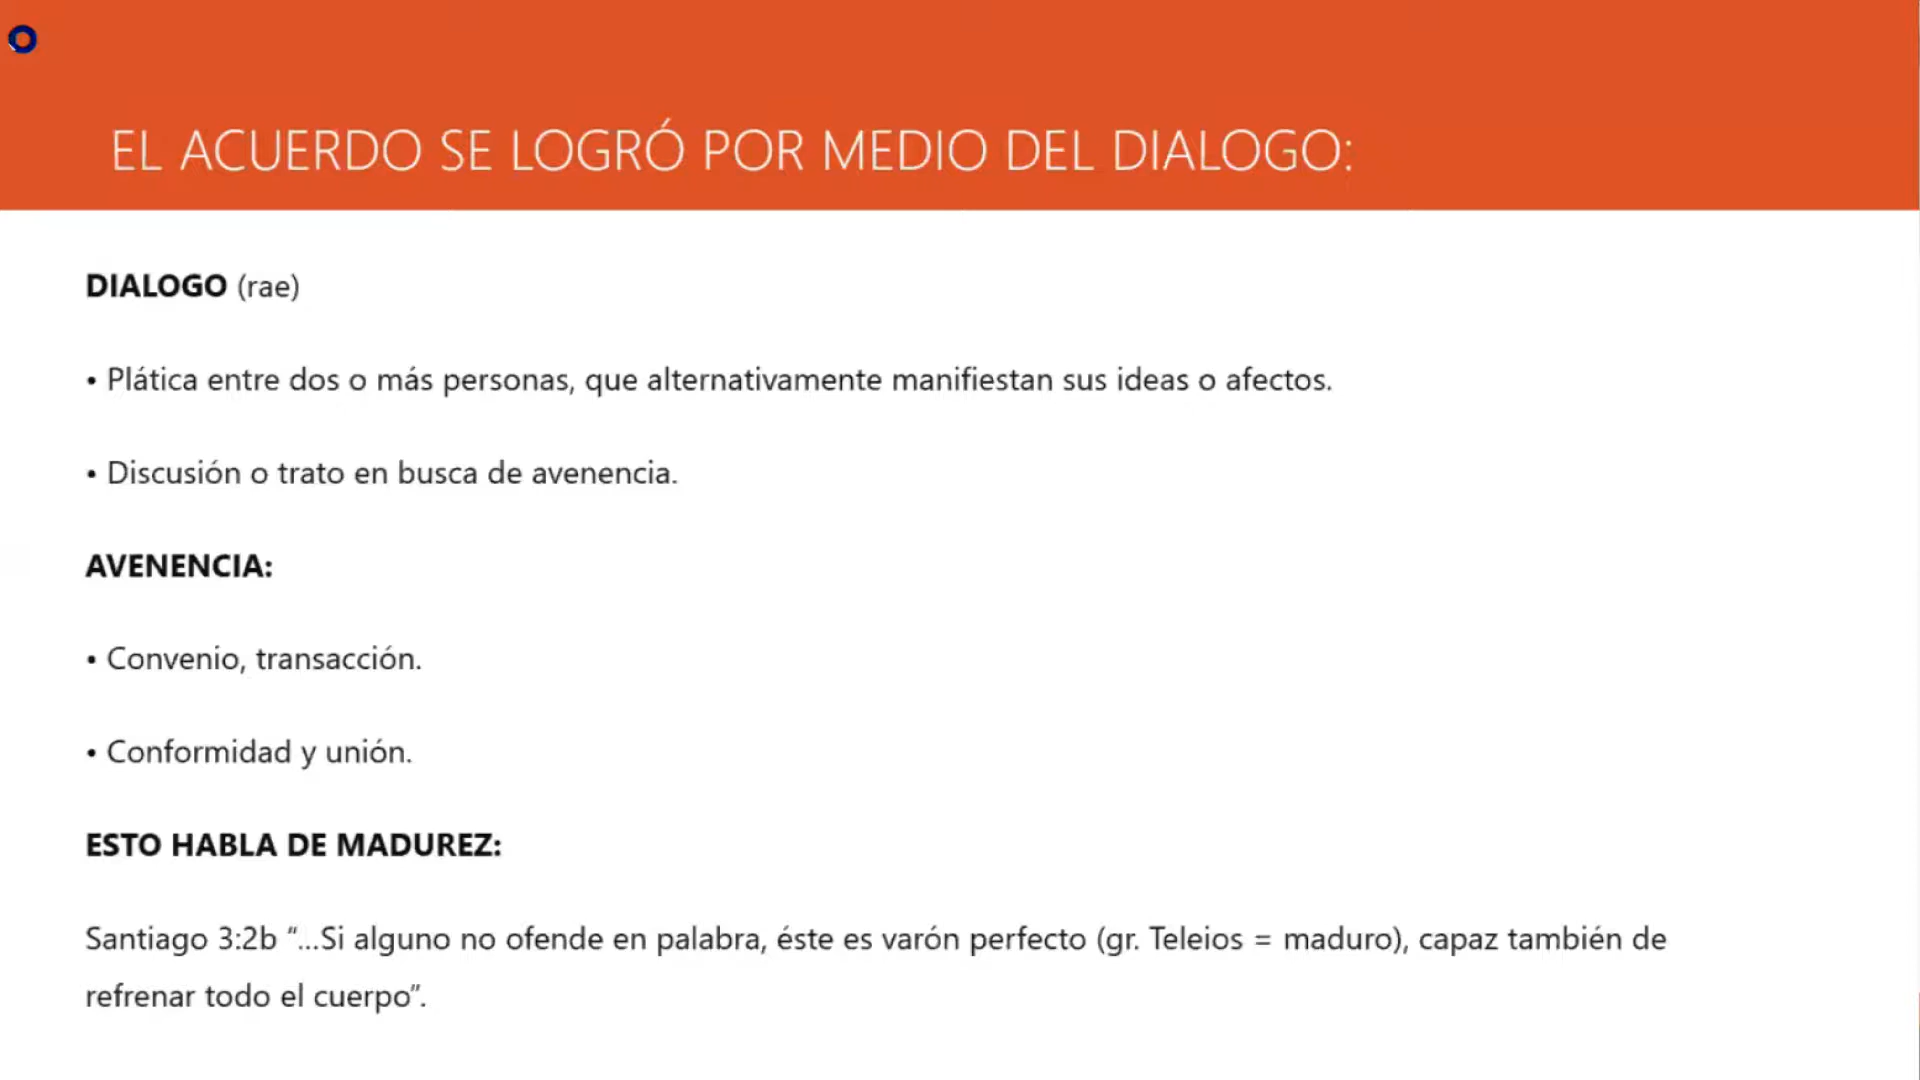 EL ACUERDO SE LOGRÓ POR MEDIO DEL DIALOGO:
DIALOGO (rae)
• Plática entre dos o más personas, que alternativamente manifiestan sus ideas o afectos.
• Discusión o trato en busca de avenencia.
AVENENCIA:
• Convenio, transacción.
• Conformidad y unión.
ESTO HABLA DE MADUREZ:
Santiago 3:2b “...Si alguno no ofende en palabra, éste es varón perfecto (gr. Teleios = maduro), capaz también de
refrenar todo el cuerpo”.